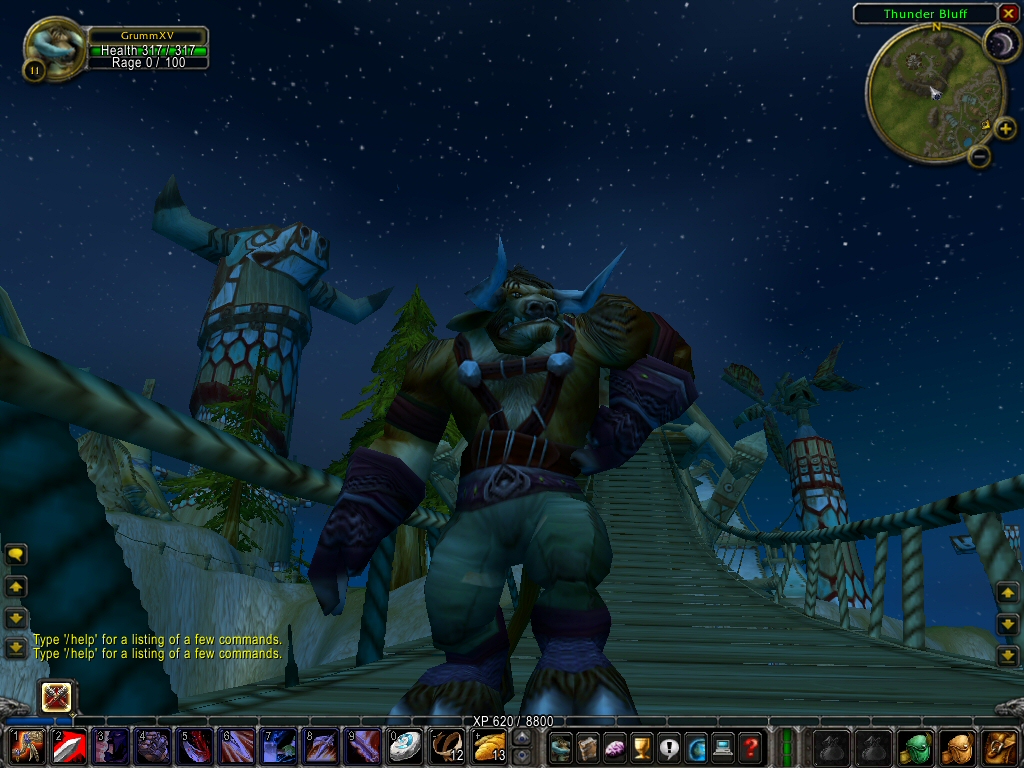 GrummXV
Health 317 / 317
Rage 0 / 100
11
Thunder Bluff
N
Type '/help' for a listing of a few commands.
Type '/help' for a listing of a few commands.
XP 620 / 8800
1 2 3 4 5 6 7 8 9 0 - =
12 13